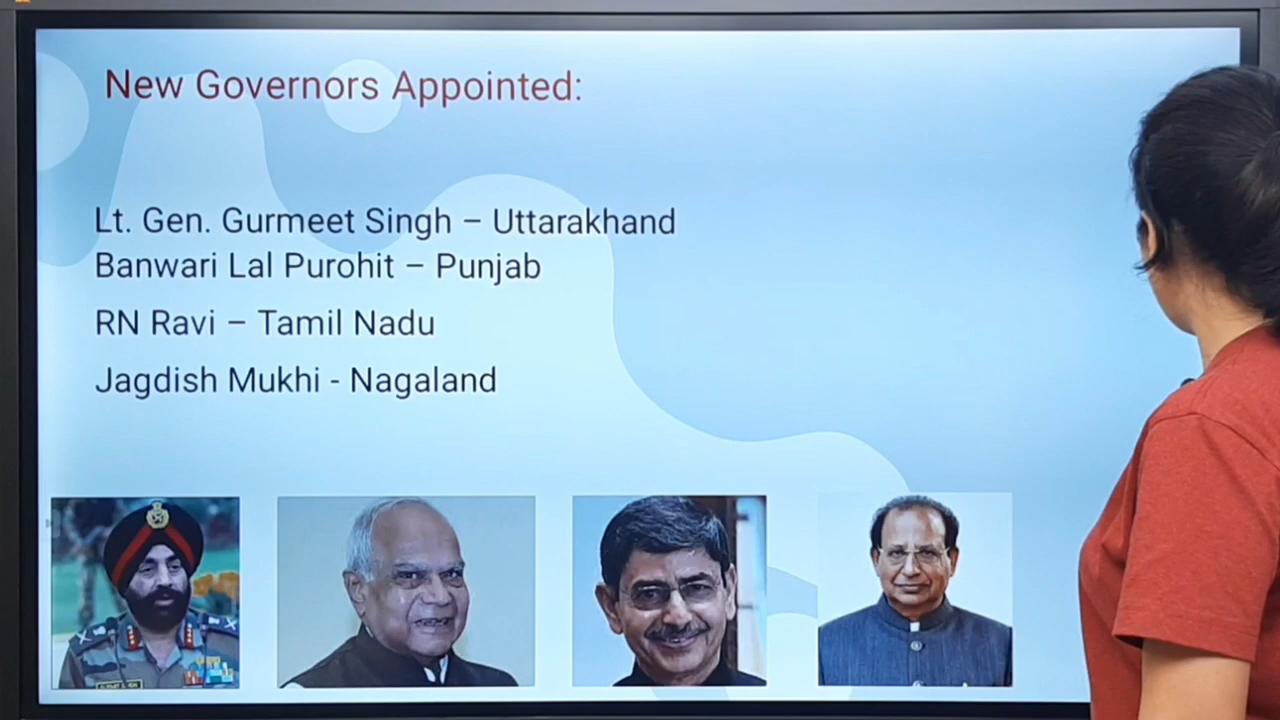 New Governors Appointed:
Lt. Gen. Gurmeet Singh – Uttarakhand
Banwari Lal Purohit – Punjab
RN Ravi – Tamil Nadu
Jagdish Mukhi - Nagaland